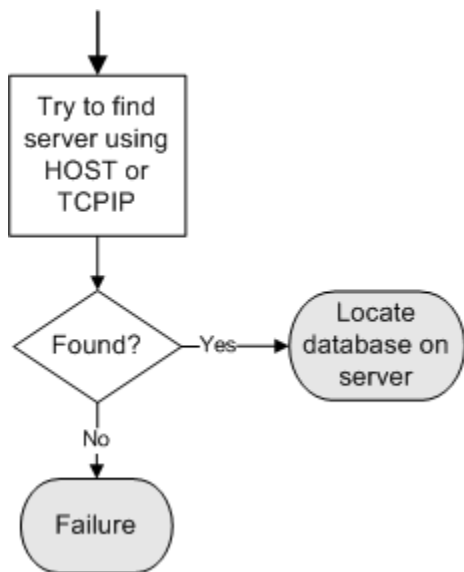 Try to find
server using
HOST or
TCPIP
Found?
Yes
Locate
database on
server
No
Failure